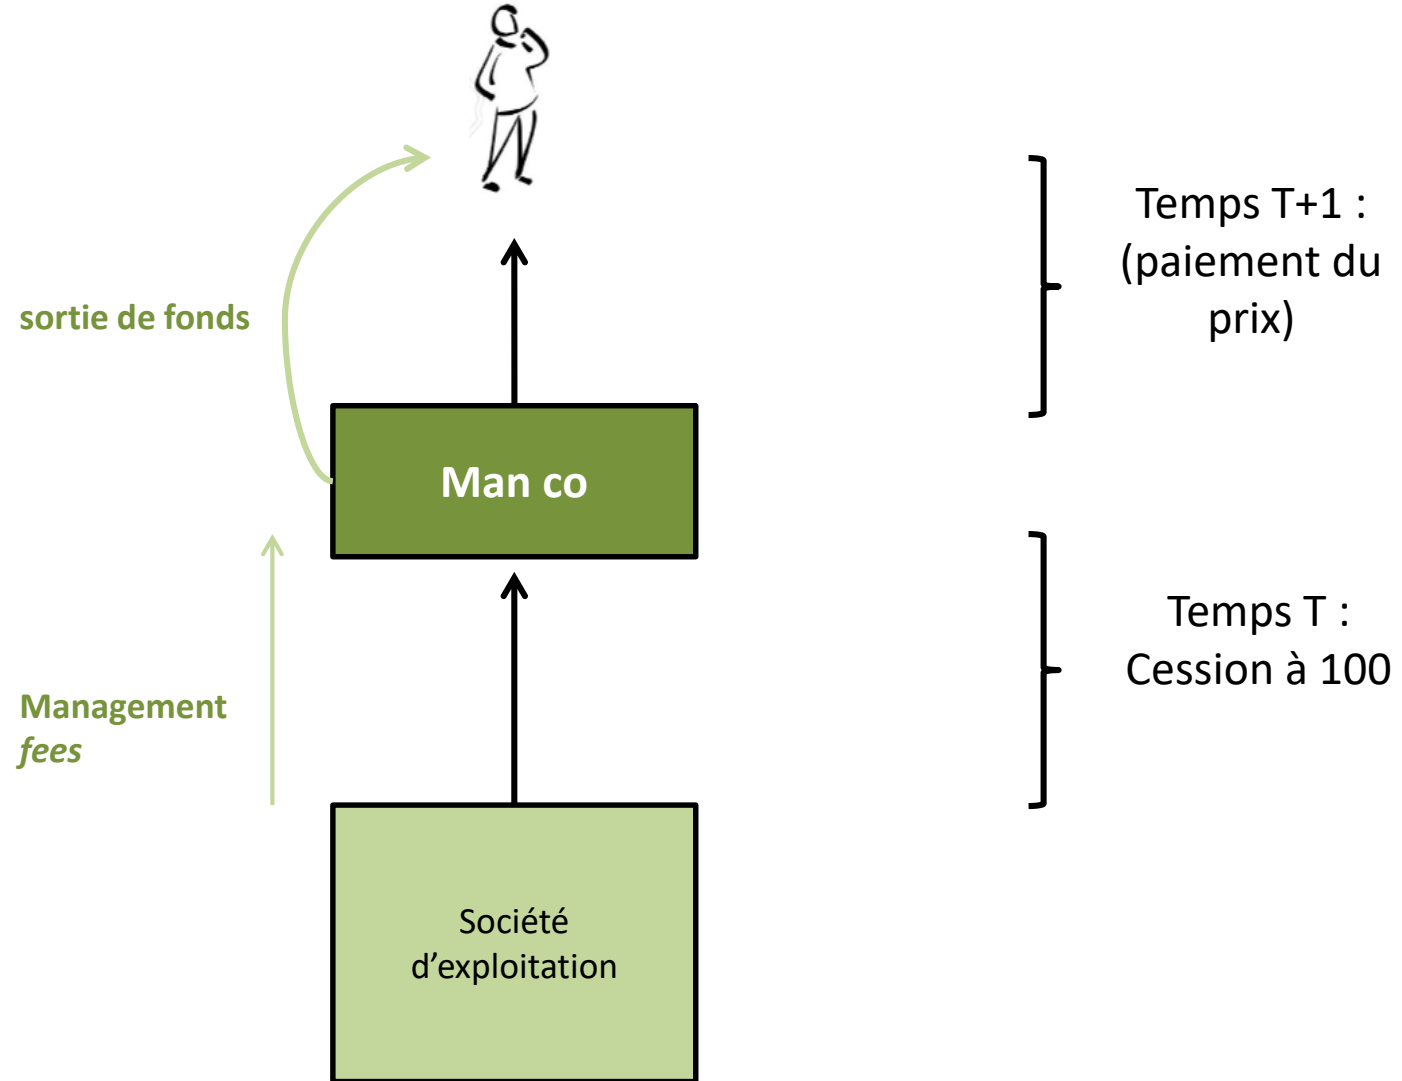 Temps T+1 :
(paiement du
prix)
sortie de fonds
Man co
Temps T :
Cession à 100
Management
fees
Société
d’exploitation